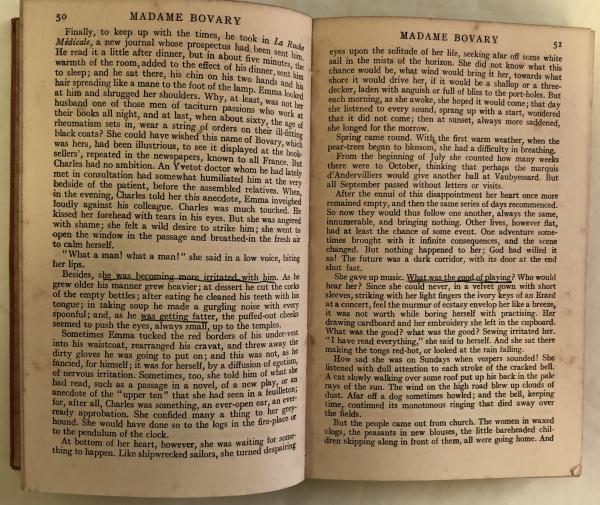 50
MADAME BOVARY
Finally, to keep up with the times, he took in La Ruche
Médicale, a new journal whose prospectus had been sent him.
He read it a little after dinner, but in about five minutes, the
warmth of the room, added to the effect of his dinner, sent him
to sleep; and he sat there, his chin on his two hands and his
hair spreading like a mane to the foot of the lamp. Emma looked
at him and shrugged her shoulders. Why, at least, was not her
husband one of those men of taciturn passions who work at
their books all night, and at last, when about sixty, the age of
rheumatism sets in, wear a string of orders on their ill-fitting
black coats? She could have wished this name of Bovary, which
was hers, had been illustrious, to see it displayed at the book-
sellers', repeated in the newspapers, known to all France. But
Charles had no ambition. An Yvetot doctor whom he had lately
met in consultation had somewhat humiliated him at the very
bedside of the patient, before the assembled relatives. When,
in the evening, Charles told her this anecdote, Emma inveighed
loudly against his colleague. Charles was much touched. He
kissed her forehead with tears in his eyes. But she was angered
with shame; she felt a wild desire to strike him; she went to
open the window in the passage and breathed-in the fresh air
to calm herself.
"What a man! what a man!" she said in a low voice, biting
her lips.
Besides, she was becoming more irritated with him. As he
grew older his manner grew heavier; at dessert he cut the corks
of the empty bottles; after eating he cleaned his teeth with his
tongue; in taking soup he made a gurgling noise with every
spoonful; and, as he was getting fatter, the puffed-out cheeks
seemed to push the eyes, always small, up to the temples.
Sometimes Emma tucked the red borders of his under-vest
into his waistcoat, rearranged his cravat, and threw away the
dirty gloves he was going to put on; and this was not, as he
fancied, for himself; it was for herself, by a diffusion of egotism,
of nervous irritation. Sometimes, too, she told him of what she
had read, such as a passage in a novel, of a new play, or an
anecdote of the "upper ten" that she had seen in a feuilleton;
for, after all, Charles was something, an ever-open ear, an ever-
ready approbation. She confided many a thing to her grey-
hound. She would have done so to the logs in the fire-place or
to the pendulum of the clock.
At bottom of her heart, however, she was waiting for some-
thing to happen. Like shipwrecked sailors, she turned despairing
MADAME BOVARY
51
eyes upon the solitude of her life, seeking afar off some white
sail in the mists of the horizon. She did not know what this
chance would be, what wind would bring it her, towards what
shore it would drive her, if it would be a shallop or a three-
decker, laden with anguish or full of bliss to the port-holes. But
each morning, as she awoke, she hoped it would come; that day
she listened to every sound, sprang up with a start, wondered
that it did not come; then at sunset, always more saddened,
she longed for the morrow.
Spring came round. With the first warm weather, when the
pear-trees began to blossom, she had a difficulty in breathing.
From the beginning of July she counted how many weeks
there were to October, thinking that perhaps the marquis
d'Andervilliers would give another ball at Vaubyessard. But
all September passed without letters or visits.
After the ennui of this disappointment her heart once more
remained empty, and then the same series of days recommenced.
So now they would thus follow one another, always the same,
innumerable, and bringing nothing. Other lives, however flat,
had at least the chance of some event. One adventure some-
times brought with it infinite consequences, and the scene
changed. But nothing happened to her; God had willed it
so! The future was a dark corridor, with its door at the end
shut fast.
She gave up music. What was the good of playing? Who would
hear her? Since she could never, in a velvet gown with short
sleeves, striking with her light fingers the ivory keys of an Erard
at a concert, feel the murmur of ecstasy envelop her like a breeze,
it was not worth while boring herself with practising. Her
drawing cardboard and her embroidery she left in the cupboard.
What was the good? what was the good? Sewing irritated her.
"I have read everything," she said to herself. And she sat there
making the tongs red-hot, or looked at the rain falling.
How sad she was on Sundays when vespers sounded! She
listened with dull attention to each stroke of the cracked bell.
A cat slowly walking over some roof put up his back in the pale
rays of the sun. The wind on the high road blew up clouds of
dust. Afar off a dog sometimes howled; and the bell, keeping
time, continued its monotonous ringing that died away over
the fields.
But the people came out from church. The women in waxed
clogs, the peasants in new blouses, the little bareheaded chil-
dren skipping along in front of them, all were going home. And